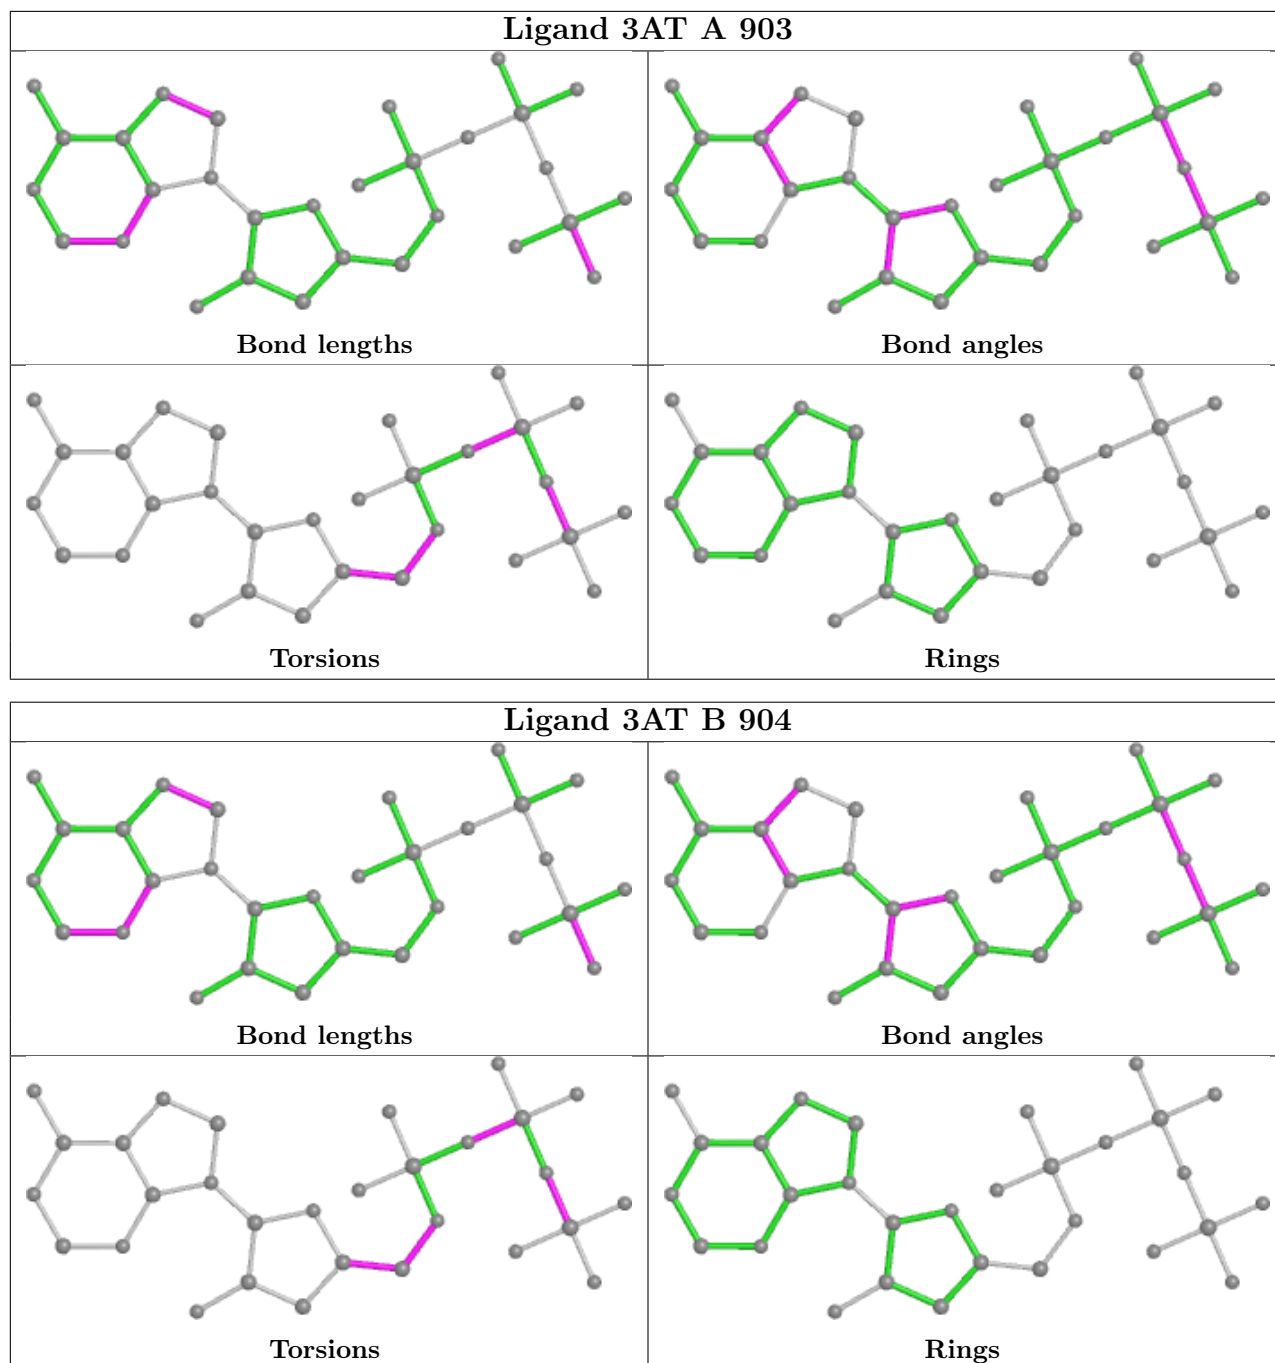 Ligand 3AT A 903
Bond lengths
Bond angles
Torsions
Rings
Ligand 3AT B 904
Bond lengths
Bond angles
Torsions
Rings